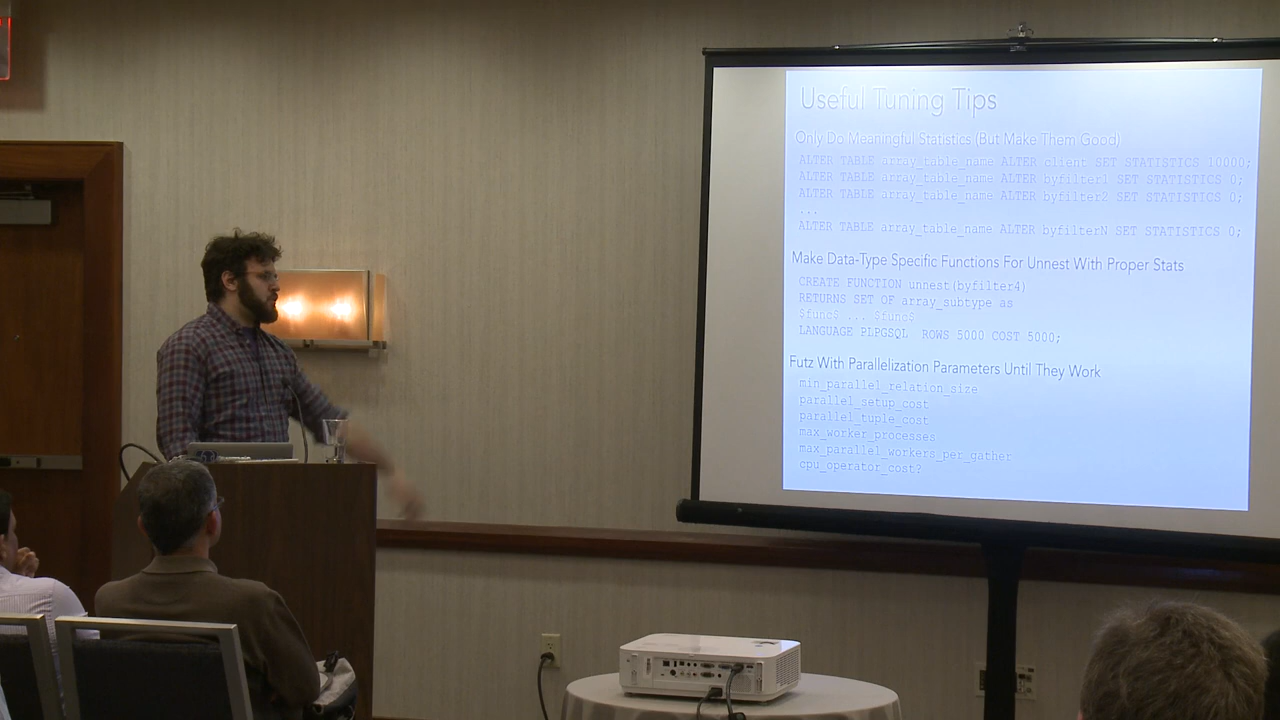 Useful Tuning Tips
Only Do Meaningful Statistics (But Make Them Good)
ALTER TABLE array_table_name ALTER client SET STATISTICS 10000;
ALTER TABLE array_table_name ALTER byfilter1 SET STATISTICS 0;
ALTER TABLE array_table_name ALTER byfilter2 SET STATISTICS 0;
...
ALTER TABLE array_table_name ALTER byfilterN SET STATISTICS 0;
Make Data-Type Specific Functions For Unnest With Proper Stats
CREATE FUNCTION unnest(byfilter4)
RETURNS SET OF array_subtype as
$func$ ... $func$
LANGUAGE PLPGSQL ROWS 5000 COST 5000;
Futz With Parallelization Parameters Until They Work
min_parallel_relation_size
parallel_setup_cost
parallel_tuple_cost
max_worker_processes
max_parallel_workers_per_gather
cpu_operator_cost?